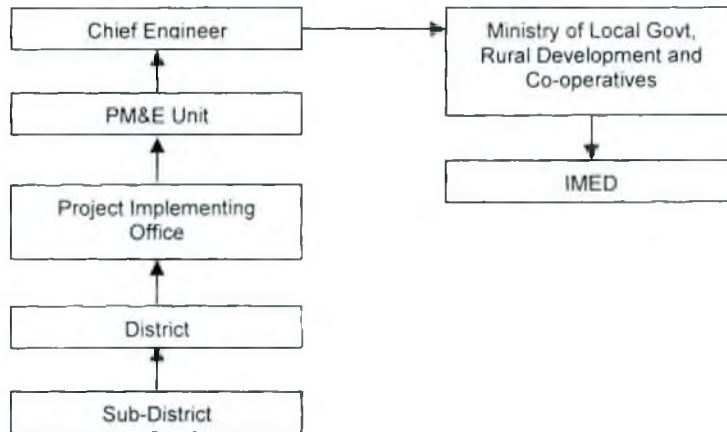 Chief Engineer
Ministry of Local Govt,
Rural Development and
Co-operatives
PM&E Unit
IMED
Project Implementing
Office
District
Sub-District